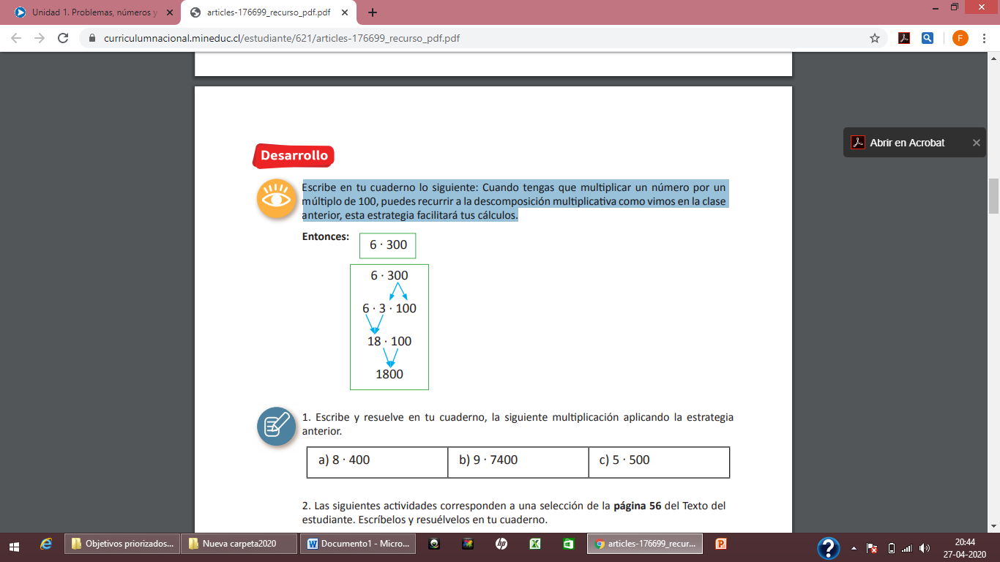 Unidad 1. Problemas, números y
articles-176699_recurso_pdf.pdf
curriculumnacional.mineduc.cl/estudiante/621/articles-176699_recurso_pdf.pdf
F
Abrir en Acrobat
Desarrollo
Escribe en tu cuaderno lo siguiente: Cuando tengas que multiplicar un número por un
múltiplo de 100, puedes recurrir a la descomposición multiplicativa como vimos en la clase
anterior, esta estrategia facilitará tus cálculos.
Entonces:
6 · 300
6 · 300
6 · 3 · 100
18 · 100
1800
1. Escribe y resuelve en tu cuaderno, la siguiente multiplicación aplicando la estrategia
anterior.
a) 8 · 400
b) 9 · 7400
c) 5 · 500
2. Las siguientes actividades corresponden a una selección de la página 56 del Texto del
estudiante. Escríbelos y resuélvelos en tu cuaderno.
Objetivos priorizados...
Nueva carpeta2020
Documento1 - Micro...
hp
articles-176699_recur...
20:44
27-04-2020